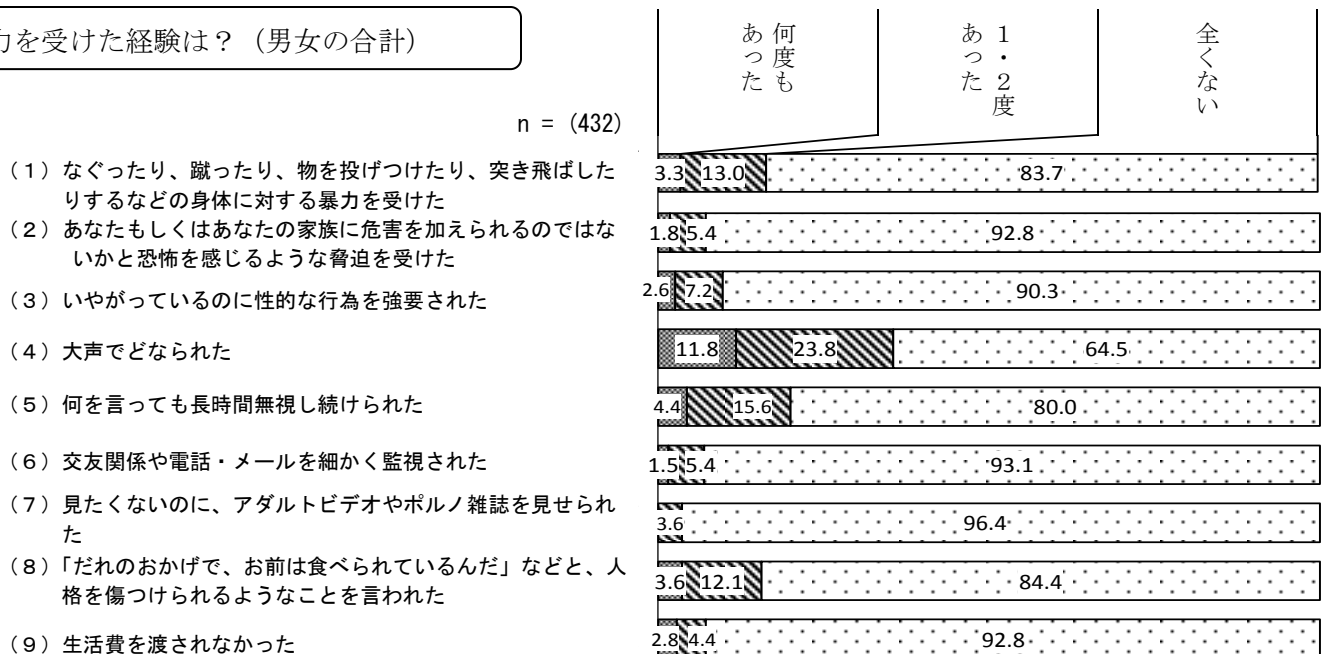 力を受けた経験は？（男女の合計）
何度も
あった
１・２度
あった
全くない
n = (432)
（１）なぐったり、蹴ったり、物を投げつけたり、突き飛ばした
りするなどの身体に対する暴力を受けた
3.3 13.0 83.7
（２）あなたもしくはあなたの家族に危害を加えられるのではな
いかと恐怖を感じるような脅迫を受けた
1.8 5.4 92.8
（３）いやがっているのに性的な行為を強要された
2.6 7.2 90.3
（４）大声でどなられた
11.8 23.8 64.5
（５）何を言っても長時間無視し続けられた
4.4 15.6 80.0
（６）交友関係や電話・メールを細かく監視された
1.5 5.4 93.1
（７）見たくないのに、アダルトビデオやポルノ雑誌を見せられ
た
3.6 96.4
（８）「だれのおかげで、お前は食べられているんだ」などと、人
格を傷つけられるようなことを言われた
3.6 12.1 84.4
（９）生活費を渡されなかった
2.8 4.4 92.8